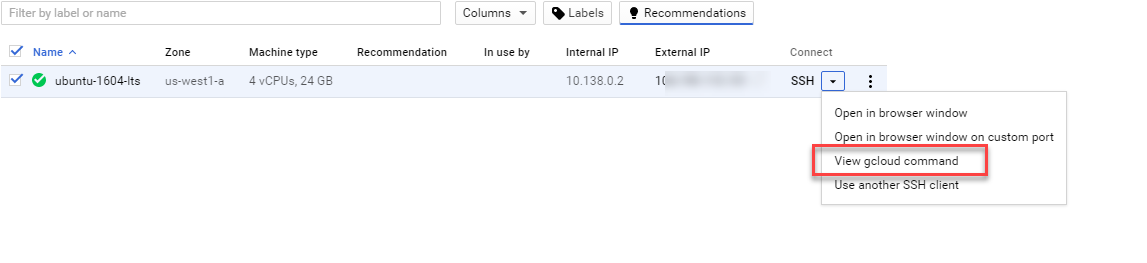 Filter by label or name Columns Labels Recommendations
Name Zone Machine type Recommendation In use by Internal IP External IP Connect
ubuntu-1604-lts us-west1-a 4 vCPUs, 24 GB 10.138.0.2 SSH
Open in browser window
Open in browser window on custom port
View gcloud command
Use another SSH client